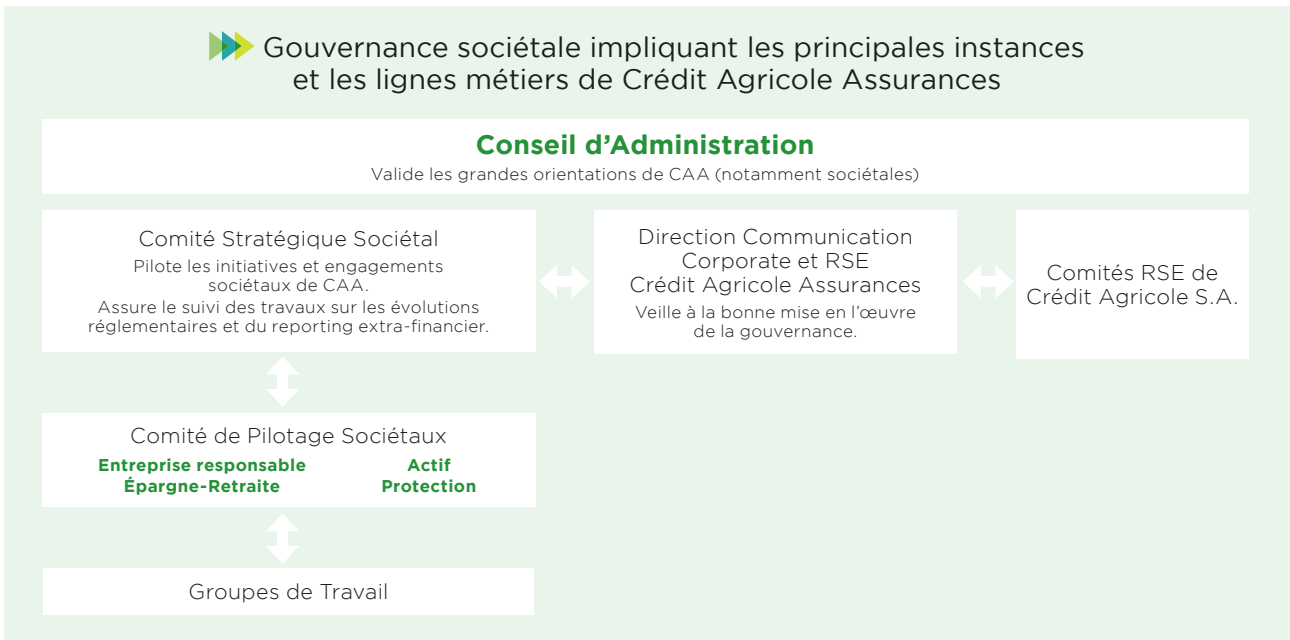 Gouvernance sociétale impliquant les principales instances
et les lignes métiers de Crédit Agricole Assurances
Conseil d'Administration
Valide les grandes orientations de CAA (notamment sociétales)
Comité Stratégique Sociétal
Pilote les initiatives et engagements
sociétaux de CAA.
Assure le suivi des travaux sur les évolutions
réglementaires et du reporting extra-financier.
Direction Communication
Corporate et RSE
Crédit Agricole Assurances
Veille à la bonne mise en l'œuvre
de la gouvernance.
Comités RSE de
Crédit Agricole S.A.
Comité de Pilotage Sociétaux
Entreprise responsable
Épargne-Retraite
Actif
Protection
Groupes de Travail